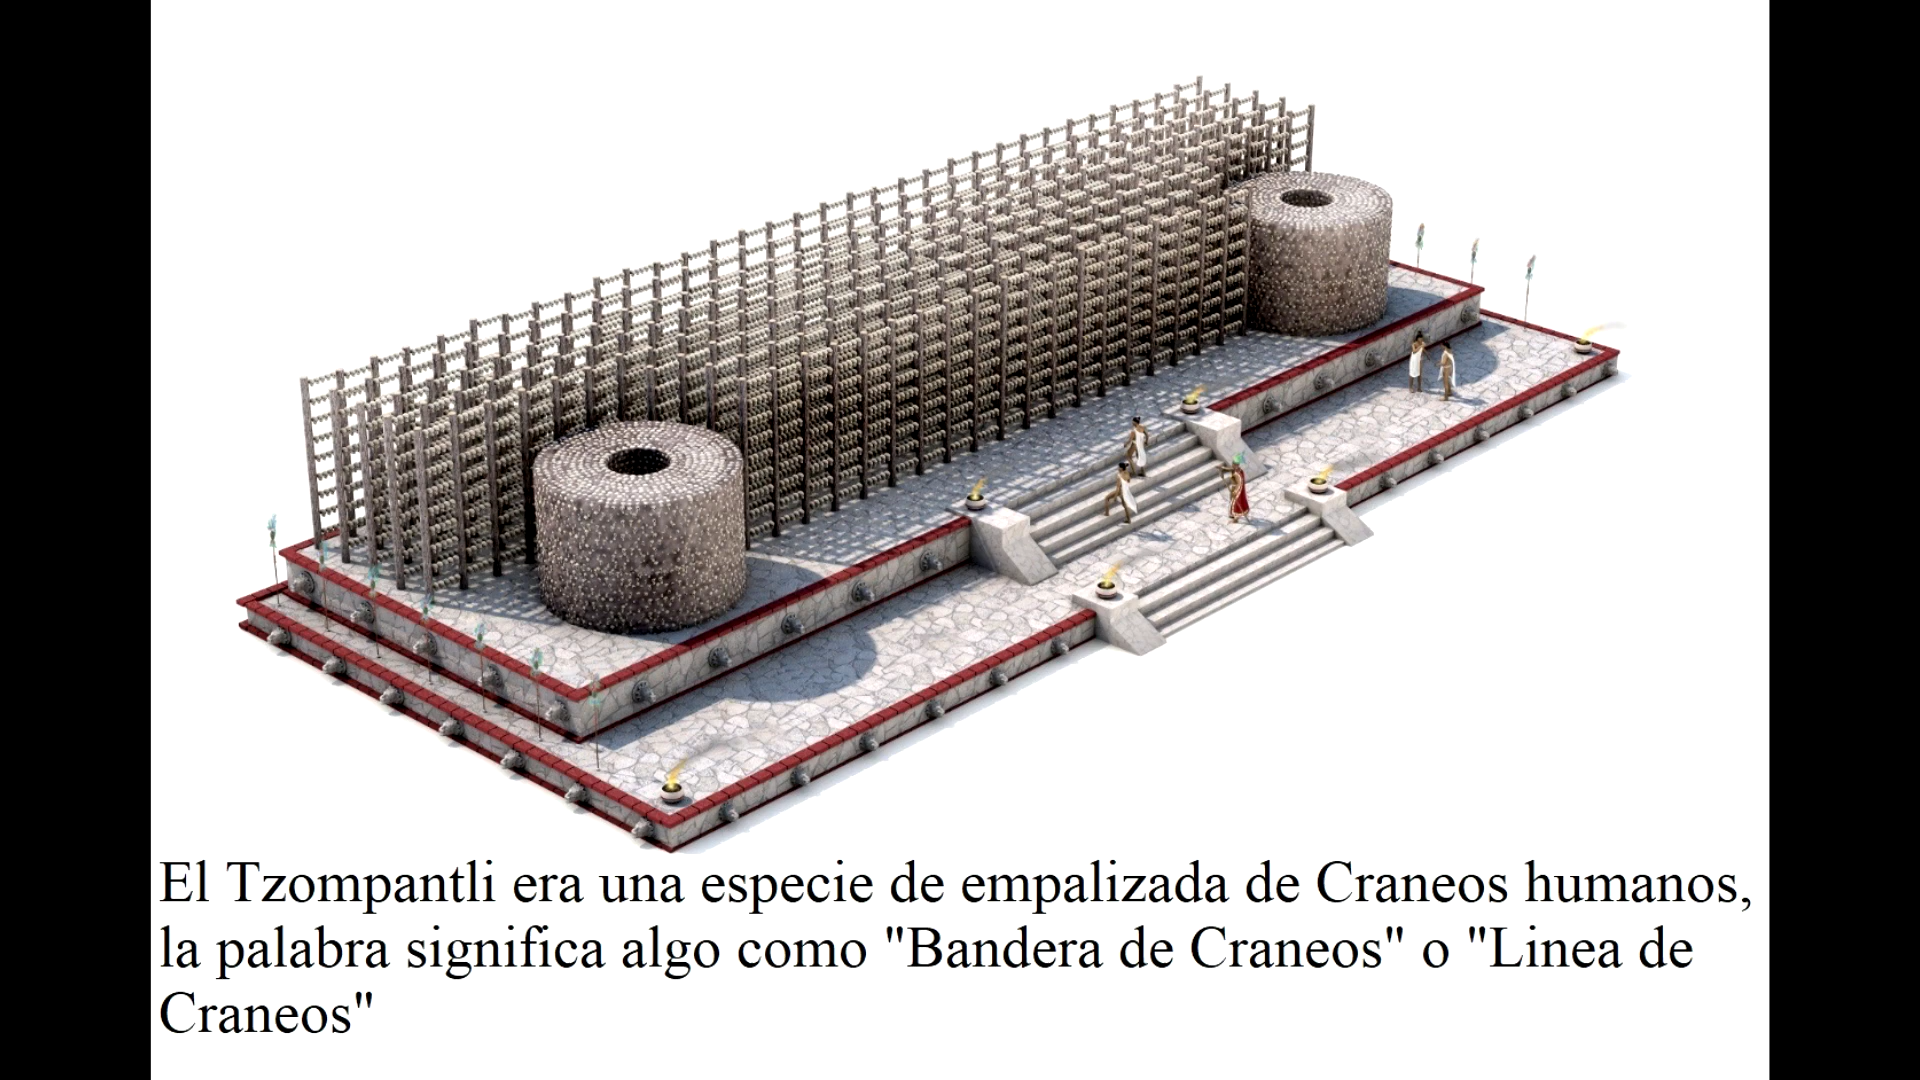 El Tzompantli era una especie de empalizada de Craneos humanos,
la palabra significa algo como "Bandera de Craneos" o "Linea de
Craneos"